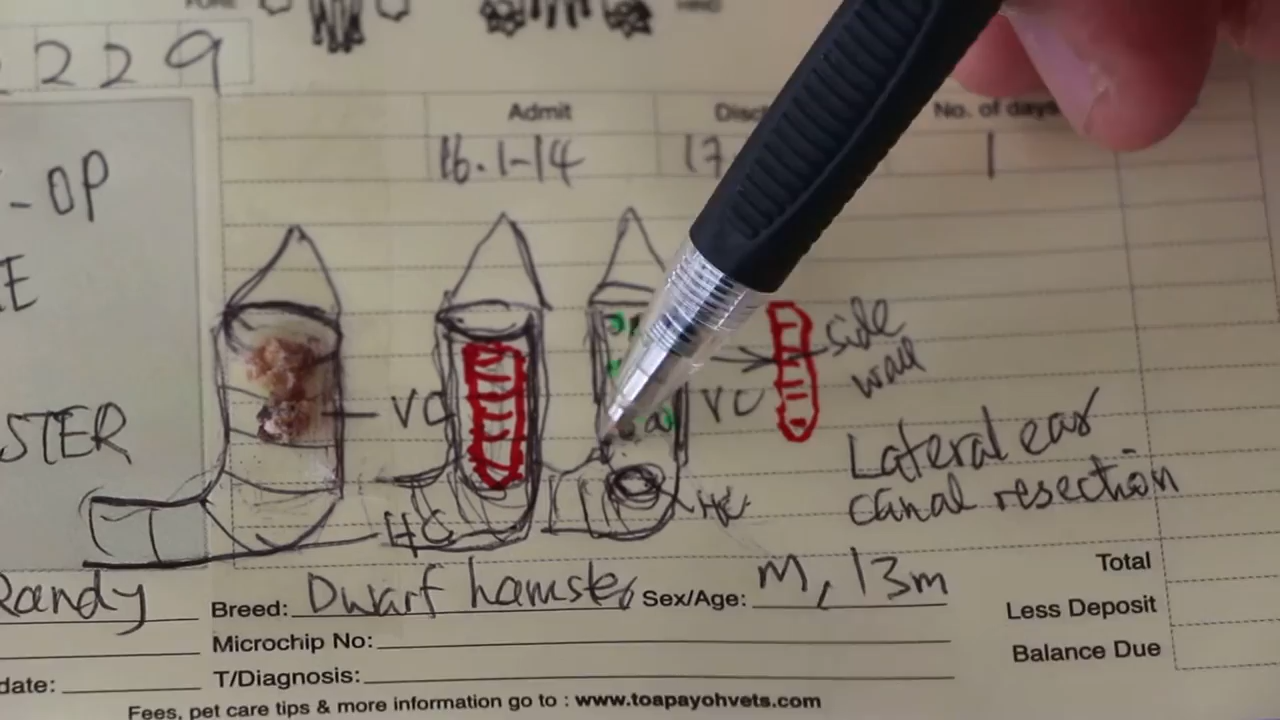 2229
Admit
No. of days
-OP
16.1-14
17
1
E
side
wall
VC
VC
STER
Lateral ear
canal resection
HC
HC
Randy
Breed: Dwarf hamster Sex/Age: M, 13m
Total
Less Deposit
Microchip No:
Balance Due
date:
T/Diagnosis:
Fees, pet care tips & more information go to : www.toapayohvets.com